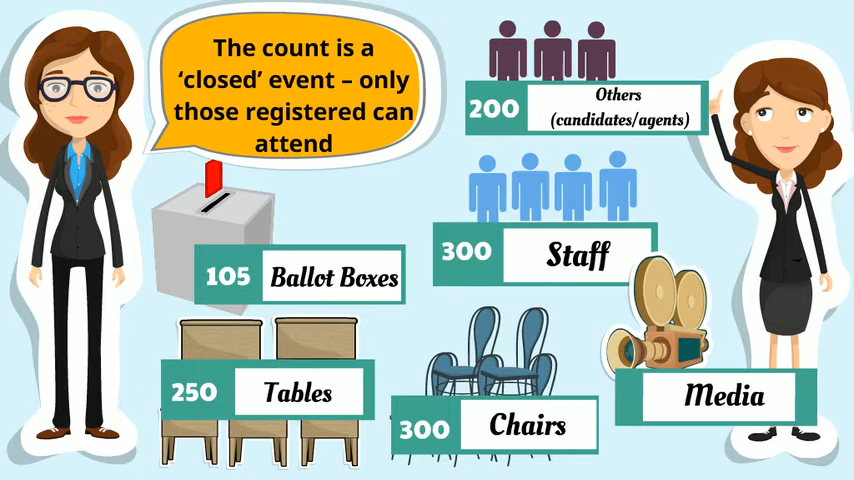 The count is a
‘closed’ event – only
those registered can
attend
200
Others
(candidates/agents)
300
Staff
105
Ballot Boxes
250
Tables
300
Chairs
Media